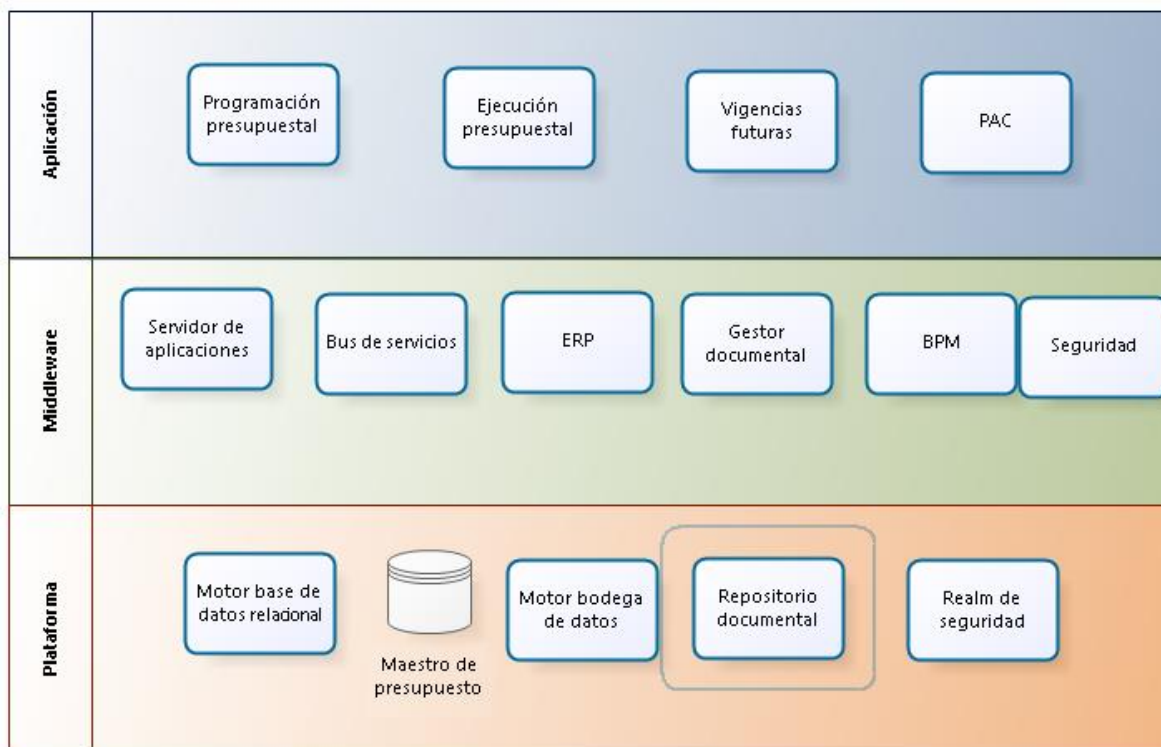 Aplicación
Programación
presupuestal
Ejecución
presupuestal
Vigencias
futuras
PAC
Middleware
Servidor de
aplicaciones
Bus de servicios
ERP
Gestor
documental
BPM
Seguridad
Plataforma
Motor base de
datos relacional
Maestro de
presupuesto
Motor bodega
de datos
Repositorio
documental
Realm de
seguridad